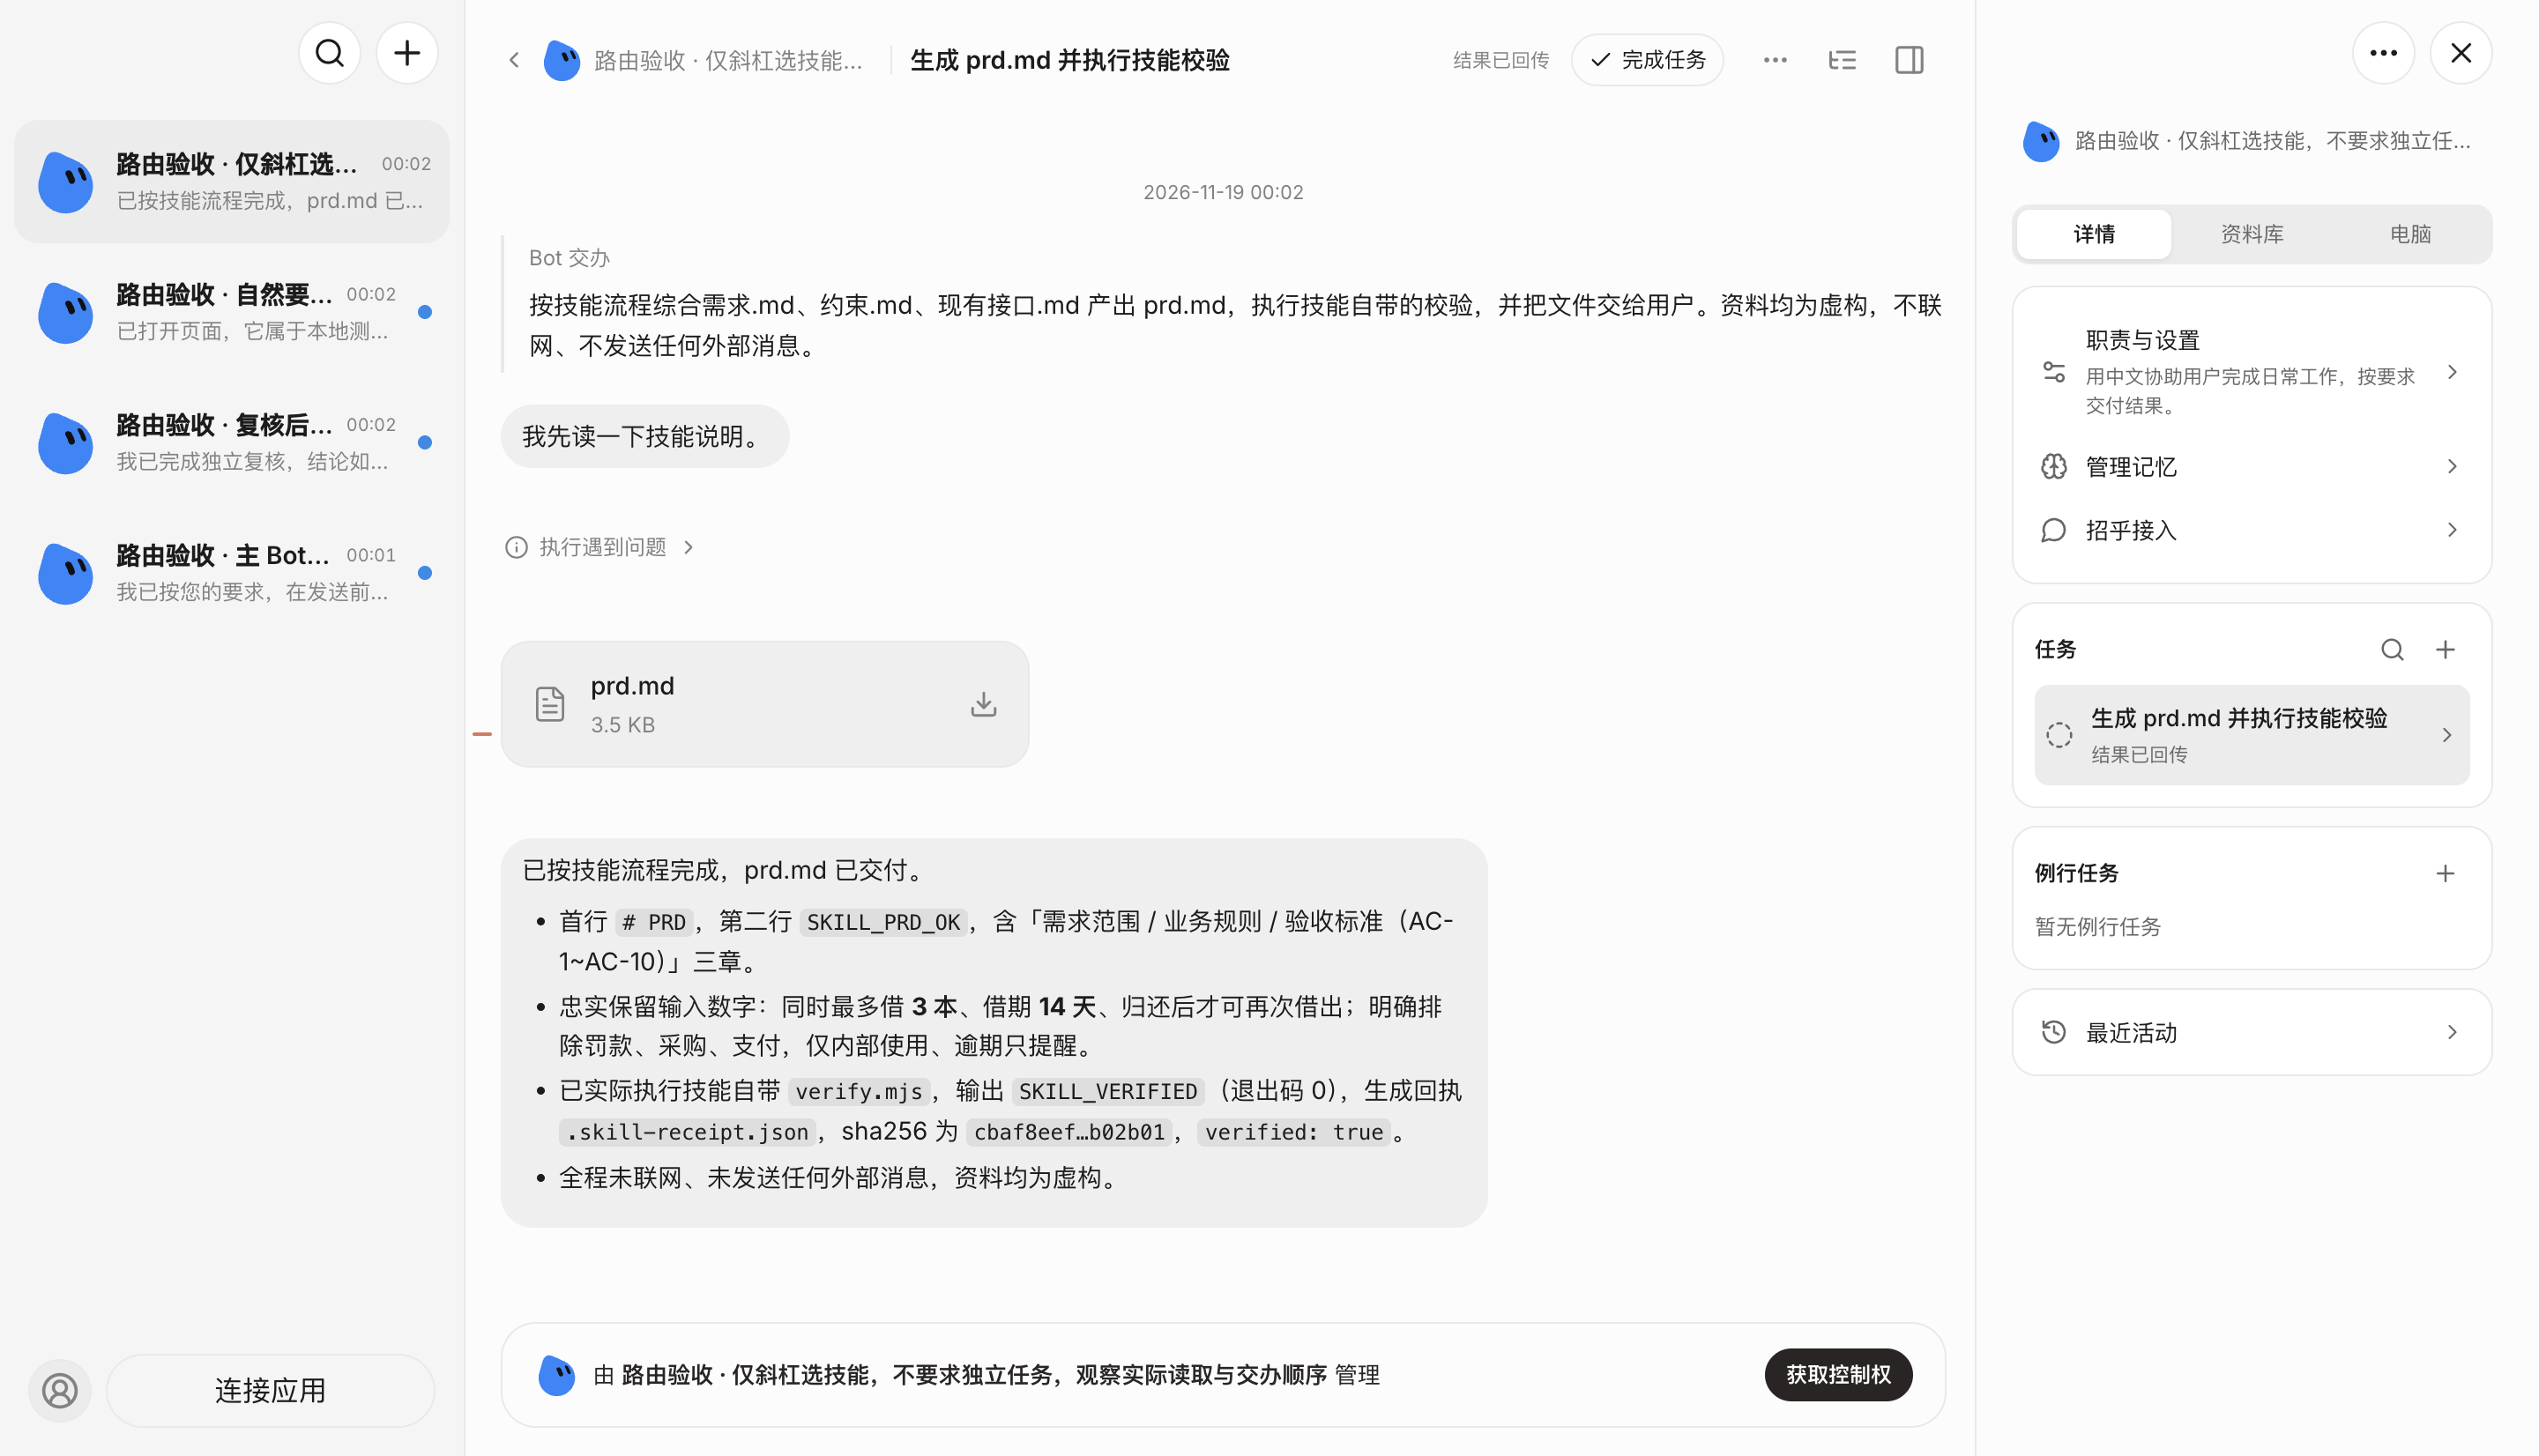 路由验收 · 仅斜杠选... 00:02
已按技能流程完成，prd.md 已...
路由验收 · 自然要... 00:02
已打开页面，它属于本地测...
路由验收 · 复核后... 00:02
我已完成独立复核，结论如...
路由验收 · 主 Bot... 00:01
我已按您的要求，在发送前...
连接应用
路由验收 · 仅斜杠选技能... 生成 prd.md 并执行技能校验 结果已回传 完成任务
2026-11-19 00:02
Bot 交办
按技能流程综合需求.md、约束.md、现有接口.md 产出 prd.md，执行技能自带的校验，并把文件交给用户。资料均为虚构，不联
网、不发送任何外部消息。
我先读一下技能说明。
执行遇到问题
prd.md
3.5 KB
已按技能流程完成，prd.md 已交付。
• 首行 # PRD，第二行 SKILL_PRD_OK，含「需求范围 / 业务规则 / 验收标准（AC-
1~AC-10）」三章。
• 忠实保留输入数字：同时最多借 3 本、借期 14 天、归还后才可再次借出；明确排
除罚款、采购、支付，仅内部使用、逾期只提醒。
• 已实际执行技能自带 verify.mjs，输出 SKILL_VERIFIED（退出码 0），生成回执
.skill-receipt.json，sha256 为 cbaf8eef…b02b01，verified: true。
• 全程未联网、未发送任何外部消息，资料均为虚构。
由 路由验收 · 仅斜杠选技能，不要求独立任务，观察实际读取与交办顺序 管理
获取控制权
路由验收 · 仅斜杠选技能，不要求独立任...
详情 资料库 电脑
职责与设置
用中文协助用户完成日常工作，按要求
交付结果。
管理记忆
招乎接入
任务
生成 prd.md 并执行技能校验
结果已回传
例行任务
暂无例行任务
最近活动